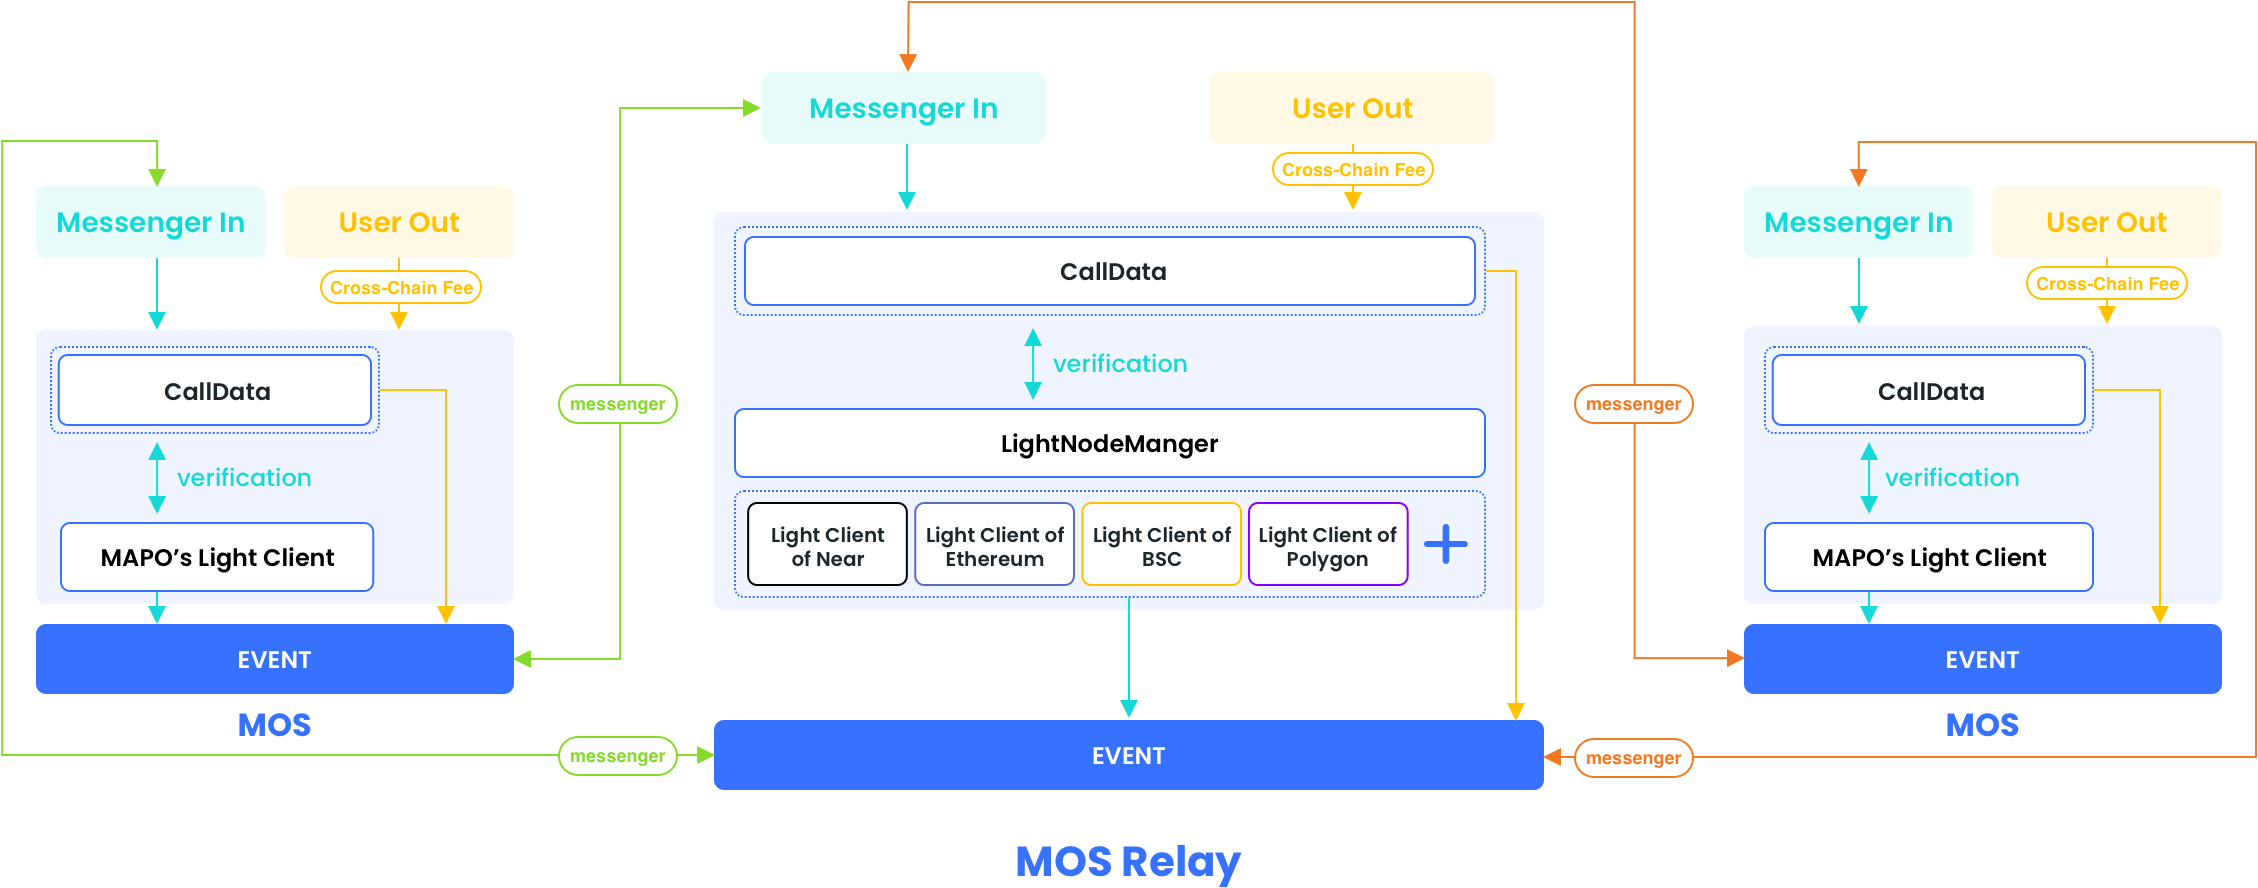 Messenger In
User Out
Cross-Chain Fee
CallData
verification
MAPO’s Light Client
EVENT
MOS
messenger
messenger
Messenger In
User Out
Cross-Chain Fee
CallData
verification
LightNodeManger
Light Client
of Near
Light Client of
Ethereum
Light Client of
BSC
Light Client of
Polygon
EVENT
MOS Relay
messenger
messenger
Messenger In
User Out
Cross-Chain Fee
CallData
verification
MAPO’s Light Client
EVENT
MOS